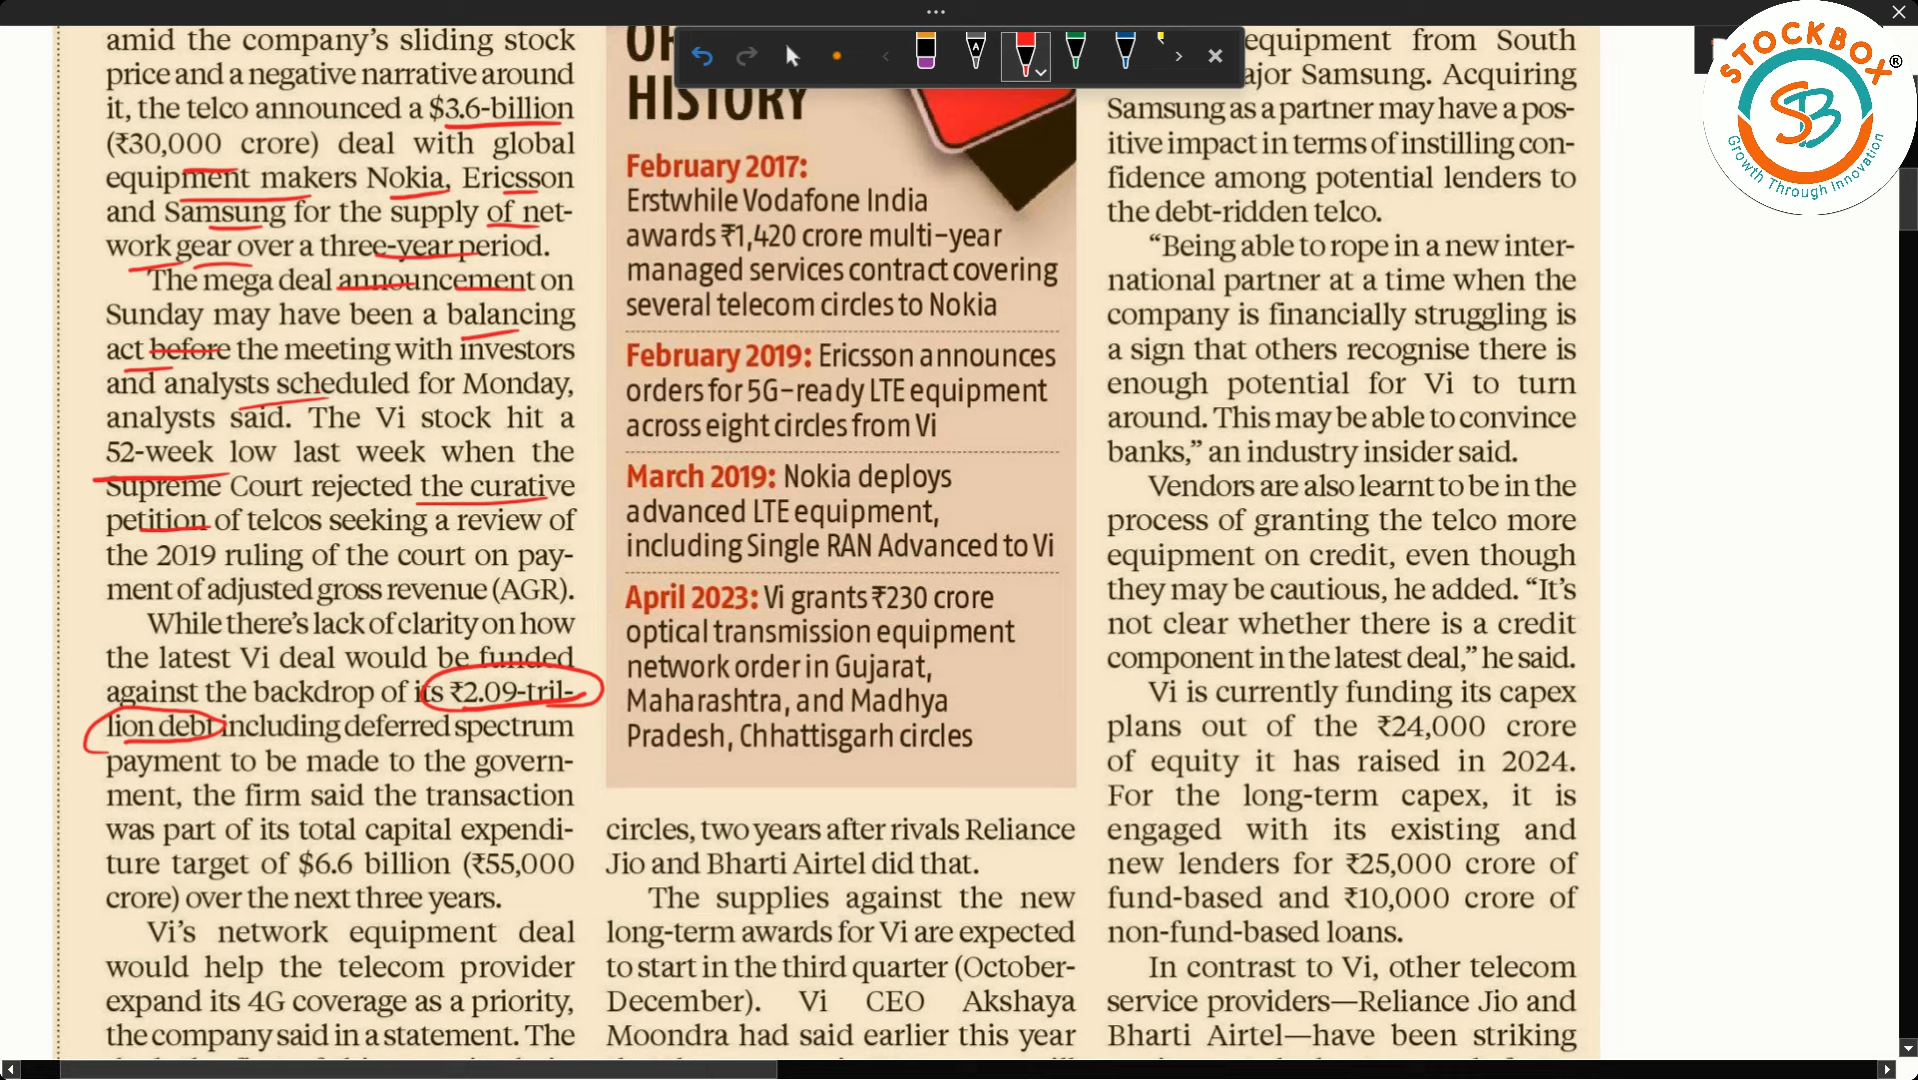 amid the company’s sliding stock
price and a negative narrative around
it, the telco announced a $3.6-billion
(₹30,000 crore) deal with global
equipment makers Nokia, Ericsson
and Samsung for the supply of net-
work gear over a three-year period.
The mega deal announcement on
Sunday may have been a balancing
act before the meeting with investors
and analysts scheduled for Monday,
analysts said. The Vi stock hit a
52-week low last week when the
Supreme Court rejected the curative
petition of telcos seeking a review of
the 2019 ruling of the court on pay-
ment of adjusted gross revenue (AGR).
While there’s lack of clarity on how
the latest Vi deal would be funded
against the backdrop of its ₹2.09-tril-
lion debt including deferred spectrum
payment to be made to the govern-
ment, the firm said the transaction
was part of its total capital expendi-
ture target of $6.6 billion (₹55,000
crore) over the next three years.
Vi’s network equipment deal
would help the telecom provider
expand its 4G coverage as a priority,
the company said in a statement. The
HISTORY
February 2017:
Erstwhile Vodafone India
awards ₹1,420 crore multi-year
managed services contract covering
several telecom circles to Nokia
February 2019: Ericsson announces
orders for 5G-ready LTE equipment
across eight circles from Vi
March 2019: Nokia deploys
advanced LTE equipment,
including Single RAN Advanced to Vi
April 2023: Vi grants ₹230 crore
optical transmission equipment
network order in Gujarat,
Maharashtra, and Madhya
Pradesh, Chhattisgarh circles
circles, two years after rivals Reliance
Jio and Bharti Airtel did that.
The supplies against the new
long-term awards for Vi are expected
to start in the third quarter (October-
December). Vi CEO Akshaya
Moondra had said earlier this year
equipment from South
Samsung. Acquiring
Samsung as a partner may have a pos-
itive impact in terms of instilling con-
fidence among potential lenders to
the debt-ridden telco.
“Being able to rope in a new inter-
national partner at a time when the
company is financially struggling is
a sign that others recognise there is
enough potential for Vi to turn
around. This may be able to convince
banks,” an industry insider said.
Vendors are also learnt to be in the
process of granting the telco more
equipment on credit, even though
they may be cautious, he added. “It’s
not clear whether there is a credit
component in the latest deal,” he said.
Vi is currently funding its capex
plans out of the ₹24,000 crore
of equity it has raised in 2024.
For the long-term capex, it is
engaged with its existing and
new lenders for ₹25,000 crore of
fund-based and ₹10,000 crore of
non-fund-based loans.
In contrast to Vi, other telecom
service providers—Reliance Jio and
Bharti Airtel—have been striking
STOCKBOX®
SB
Growth Through Innovation